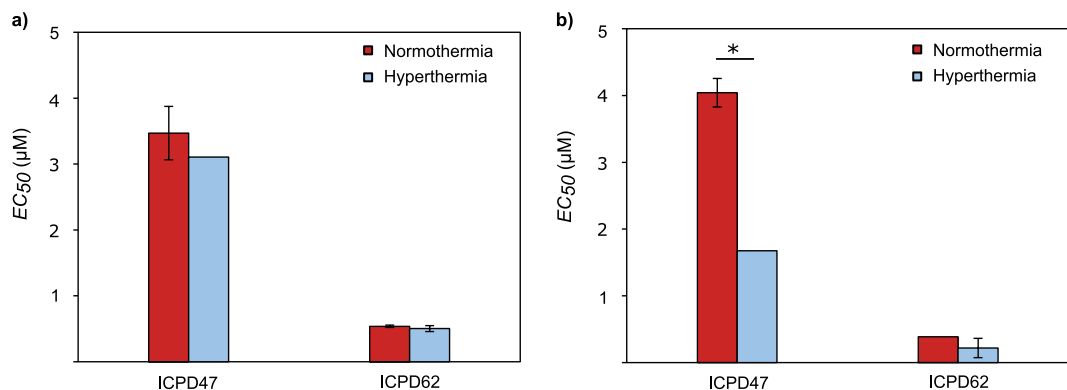 a)
5
4
3
2
1
EC50 (µM)
Normothermia
Hyperthermia
ICPD47
ICPD62
b)
5
4
3
2
1
EC50 (µM)
*
Normothermia
Hyperthermia
ICPD47
ICPD62